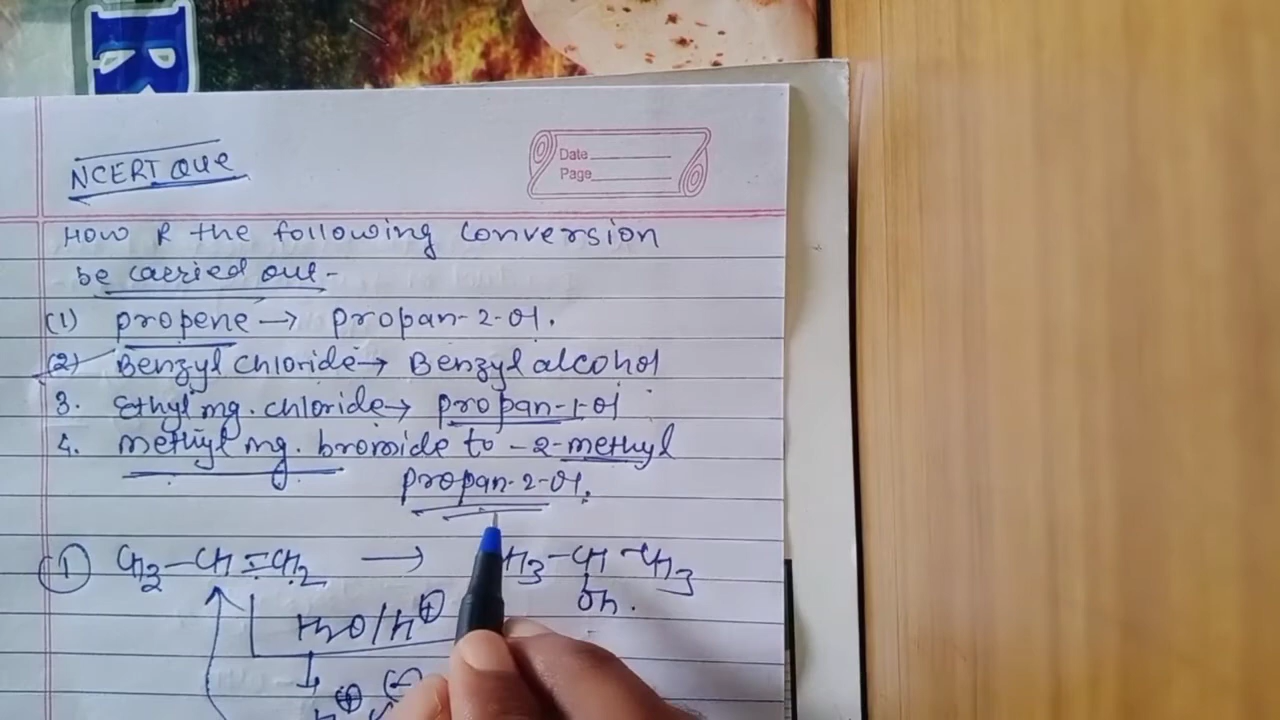 R
NCERT Que
Date
Page
How R the following conversion
be carried out-
(1) propene → propan-2-ol.
(2) Benzyl chloride → Benzyl alcohol
3. Ethyl mg. chloride → propan-1-ol
4. methyl mg. bromide to -2-methyl
propan-2-ol.
① CH3-CH=CH2 → CH3-CH-CH3
OH.
H2O/H⊕
⊕ (-)